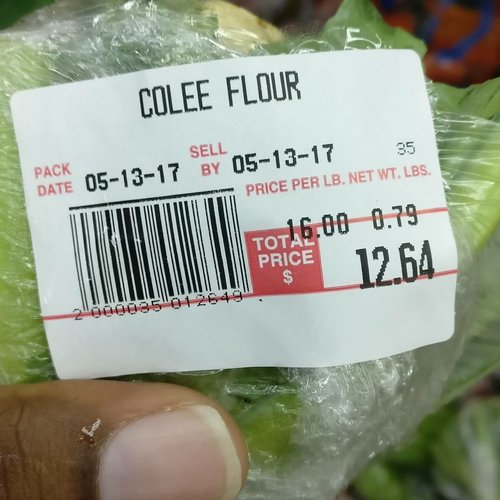 COLEE FLOUR
PACK DATE 05-13-17 SELL BY 05-13-17 35
PRICE PER LB. NET WT. LBS.
16.00 0.79
TOTAL PRICE $ 12.64
2 000035 012649